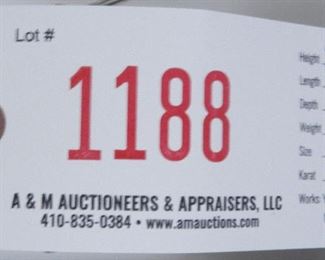 Lot #
1188
A & M AUCTIONEERS & APPRAISERS, LLC
410-835-0384 • www.amauctions.com
Height
Length
Depth
Weight
Size
Karat
Works: